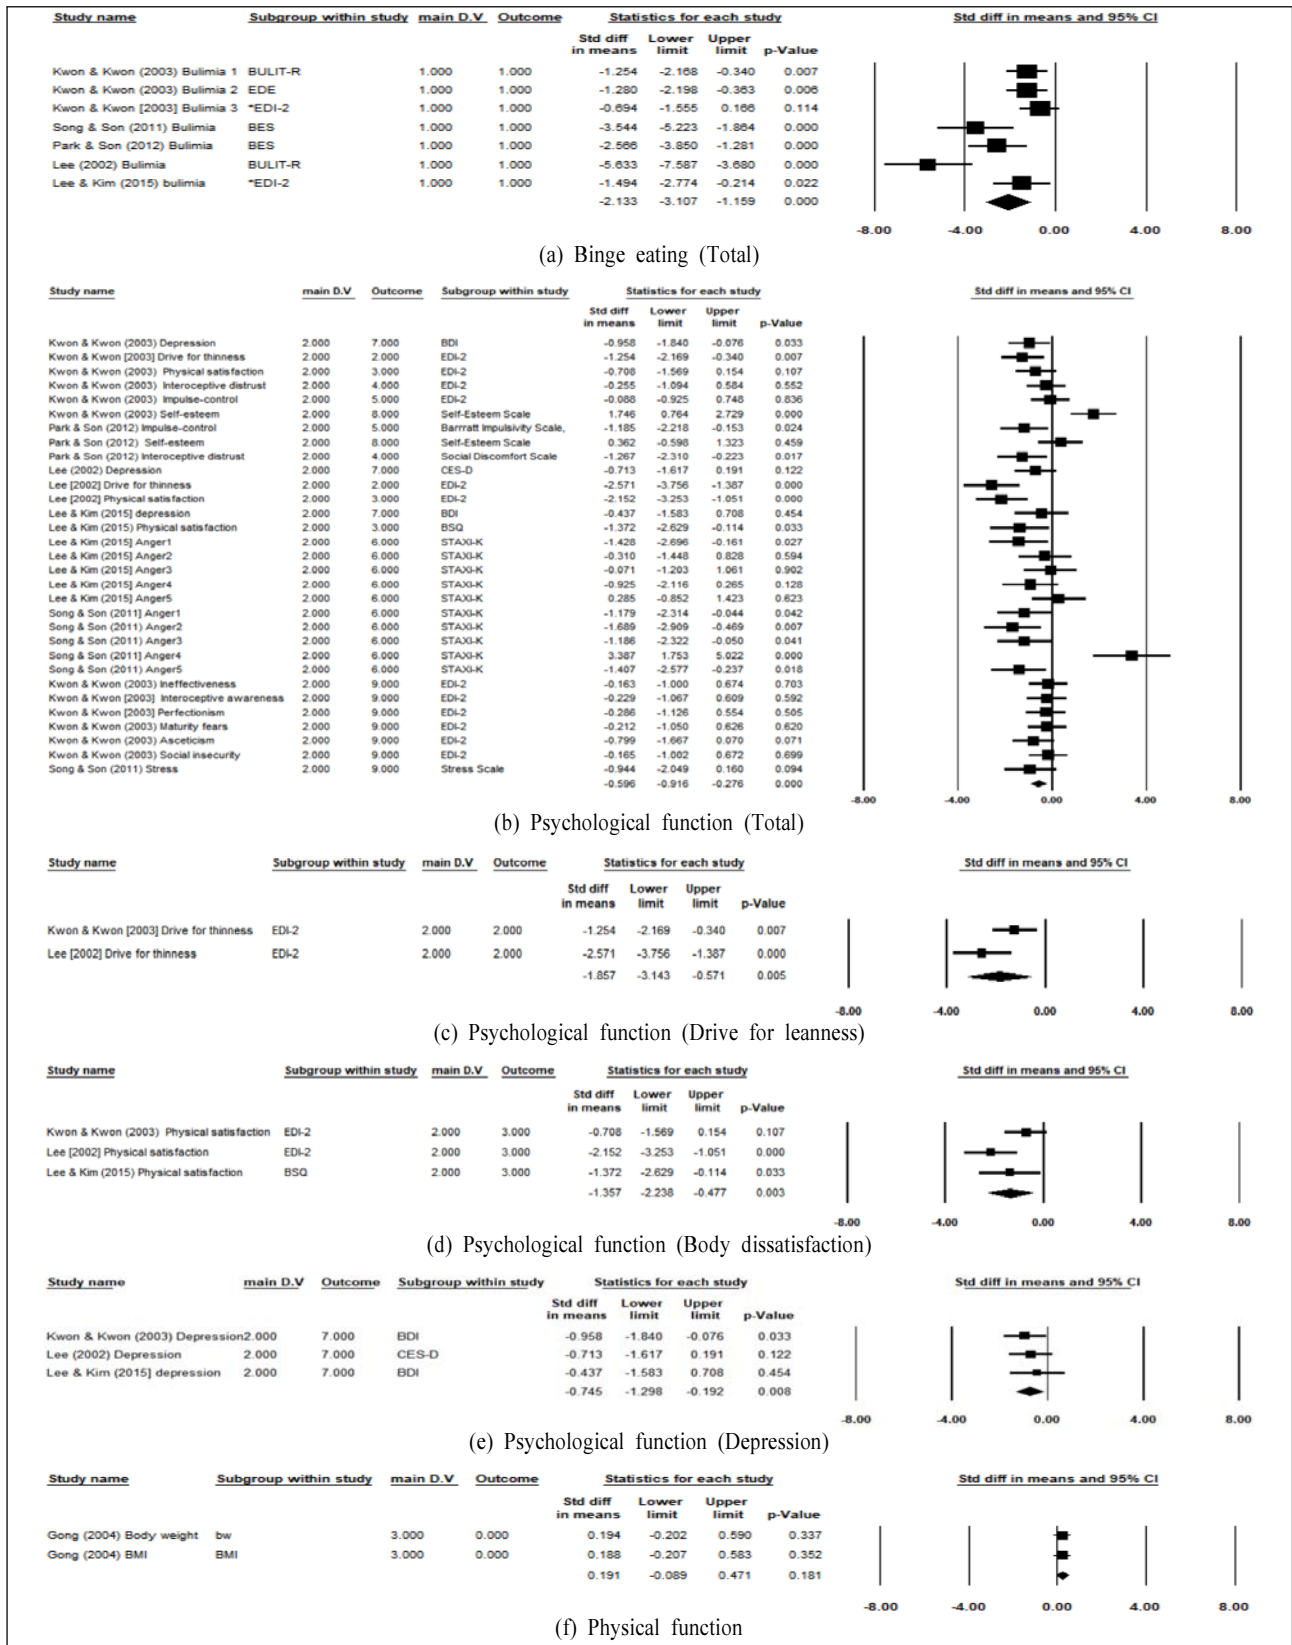 Study name Subgroup within study main D.V Outcome Statistics for each study Std diff in means and 95% CI
Std diff Lower Upper
in means limit limit p-Value
Kwon & Kwon (2003) Bulimia 1 BULIT-R 1.000 1.000 -1.254 -2.168 -0.340 0.007
Kwon & Kwon (2003) Bulimia 2 EDE 1.000 1.000 -1.280 -2.198 -0.363 0.006
Kwon & Kwon [2003] Bulimia 3 *EDI-2 1.000 1.000 -0.694 -1.555 0.166 0.114
Song & Son (2011) Bulimia BES 1.000 1.000 -3.544 -5.223 -1.864 0.000
Park & Son (2012) Bulimia BES 1.000 1.000 -2.566 -3.850 -1.281 0.000
Lee (2002) Bulimia BULIT-R 1.000 1.000 -5.633 -7.587 -3.680 0.000
Lee & Kim (2015) bulimia *EDI-2 1.000 1.000 -1.494 -2.774 -0.214 0.022
-2.133 -3.107 -1.159 0.000
-8.00 -4.00 0.00 4.00 8.00
(a) Binge eating (Total)
Study name main D.V Outcome Subgroup within study Statistics for each study Std diff in means and 95% CI
Std diff Lower Upper
in means limit limit p-Value
Kwon & Kwon (2003) Depression 2.000 7.000 BDI -0.958 -1.840 -0.076 0.033
Kwon & Kwon [2003] Drive for thinness 2.000 2.000 EDI-2 -1.254 -2.169 -0.340 0.007
Kwon & Kwon (2003) Physical satisfaction 2.000 3.000 EDI-2 -0.708 -1.569 0.154 0.107
Kwon & Kwon (2003) Interoceptive distrust 2.000 4.000 EDI-2 -0.255 -1.094 0.584 0.552
Kwon & Kwon (2003) Impulse-control 2.000 5.000 EDI-2 -0.088 -0.925 0.748 0.836
Kwon & Kwon (2003) Self-esteem 2.000 8.000 Self-Esteem Scale 1.746 0.764 2.729 0.000
Park & Son (2012) Impulse-control 2.000 5.000 Barrratt Impulsivity Scale, -1.185 -2.218 -0.153 0.024
Park & Son (2012) Self-esteem 2.000 8.000 Self-Esteem Scale 0.362 -0.598 1.323 0.459
Park & Son (2012) Interoceptive distrust 2.000 4.000 Social Discomfort Scale -1.267 -2.310 -0.223 0.017
Lee (2002) Depression 2.000 7.000 CES-D -0.713 -1.617 0.191 0.122
Lee [2002] Drive for thinness 2.000 2.000 EDI-2 -2.571 -3.756 -1.387 0.000
Lee [2002] Physical satisfaction 2.000 3.000 EDI-2 -2.152 -3.253 -1.051 0.000
Lee & Kim [2015] depression 2.000 7.000 BDI -0.437 -1.583 0.708 0.454
Lee & Kim (2015) Physical satisfaction 2.000 3.000 BSQ -1.372 -2.629 -0.114 0.033
Lee & Kim [2015] Anger1 2.000 6.000 STAXI-K -1.428 -2.696 -0.161 0.027
Lee & Kim [2015] Anger2 2.000 6.000 STAXI-K -0.310 -1.448 0.828 0.594
Lee & Kim [2015] Anger3 2.000 6.000 STAXI-K -0.071 -1.203 1.061 0.902
Lee & Kim [2015] Anger4 2.000 6.000 STAXI-K -0.925 -2.116 0.265 0.128
Lee & Kim [2015] Anger5 2.000 6.000 STAXI-K 0.285 -0.852 1.423 0.623
Song & Son (2011] Anger1 2.000 6.000 STAXI-K -1.179 -2.314 -0.044 0.042
Song & Son (2011] Anger2 2.000 6.000 STAXI-K -1.689 -2.909 -0.469 0.007
Song & Son (2011] Anger3 2.000 6.000 STAXI-K -1.186 -2.322 -0.050 0.041
Song & Son (2011] Anger4 2.000 6.000 STAXI-K 3.387 1.753 5.022 0.000
Song & Son (2011] Anger5 2.000 6.000 STAXI-K -1.407 -2.577 -0.237 0.018
Kwon & Kwon (2003) Ineffectiveness 2.000 9.000 EDI-2 -0.163 -1.000 0.674 0.703
Kwon & Kwon [2003] Interoceptive awareness 2.000 9.000 EDI-2 -0.229 -1.067 0.609 0.592
Kwon & Kwon [2003] Perfectionism 2.000 9.000 EDI-2 -0.286 -1.126 0.554 0.505
Kwon & Kwon (2003) Maturity fears 2.000 9.000 EDI-2 -0.212 -1.050 0.626 0.620
Kwon & Kwon (2003) Asceticism 2.000 9.000 EDI-2 -0.799 -1.667 0.070 0.071
Kwon & Kwon (2003) Social insecurity 2.000 9.000 EDI-2 -0.165 -1.002 0.672 0.699
Song & Son (2011) Stress 2.000 9.000 Stress Scale -0.944 -2.049 0.160 0.094
-0.596 -0.916 -0.276 0.000
-8.00 -4.00 0.00 4.00 8.00
(b) Psychological function (Total)
Study name Subgroup within study main D.V Outcome Statistics for each study Std diff in means and 95% CI
Std diff Lower Upper
in means limit limit p-Value
Kwon & Kwon [2003] Drive for thinness EDI-2 2.000 2.000 -1.254 -2.169 -0.340 0.007
Lee [2002] Drive for thinness EDI-2 2.000 2.000 -2.571 -3.756 -1.387 0.000
-1.857 -3.143 -0.571 0.005
-8.00 -4.00 0.00 4.00 8.00
(c) Psychological function (Drive for leanness)
Study name Subgroup within study main D.V Outcome Statistics for each study Std diff in means and 95% CI
Std diff Lower Upper
in means limit limit p-Value
Kwon & Kwon (2003) Physical satisfaction EDI-2 2.000 3.000 -0.708 -1.569 0.154 0.107
Lee [2002] Physical satisfaction EDI-2 2.000 3.000 -2.152 -3.253 -1.051 0.000
Lee & Kim (2015) Physical satisfaction BSQ 2.000 3.000 -1.372 -2.629 -0.114 0.033
-1.357 -2.238 -0.477 0.003
-8.00 -4.00 0.00 4.00 8.00
(d) Psychological function (Body dissatisfaction)
Study name main D.V Outcome Subgroup within study Statistics for each study Std diff in means and 95% CI
Std diff Lower Upper
in means limit limit p-Value
Kwon & Kwon (2003) Depression 2.000 7.000 BDI -0.958 -1.840 -0.076 0.033
Lee (2002) Depression 2.000 7.000 CES-D -0.713 -1.617 0.191 0.122
Lee & Kim (2015] depression 2.000 7.000 BDI -0.437 -1.583 0.708 0.454
-0.745 -1.298 -0.192 0.008
-8.00 -4.00 0.00 4.00 8.00
(e) Psychological function (Depression)
Study name Subgroup within study main D.V Outcome Statistics for each study Std diff in means and 95% CI
Std diff Lower Upper
in means limit limit p-Value
Gong (2004) Body weight bw 3.000 0.000 0.194 -0.202 0.590 0.337
Gong (2004) BMI BMI 3.000 0.000 0.188 -0.207 0.583 0.352
0.191 -0.089 0.471 0.181
-8.00 -4.00 0.00 4.00 8.00
(f) Physical function